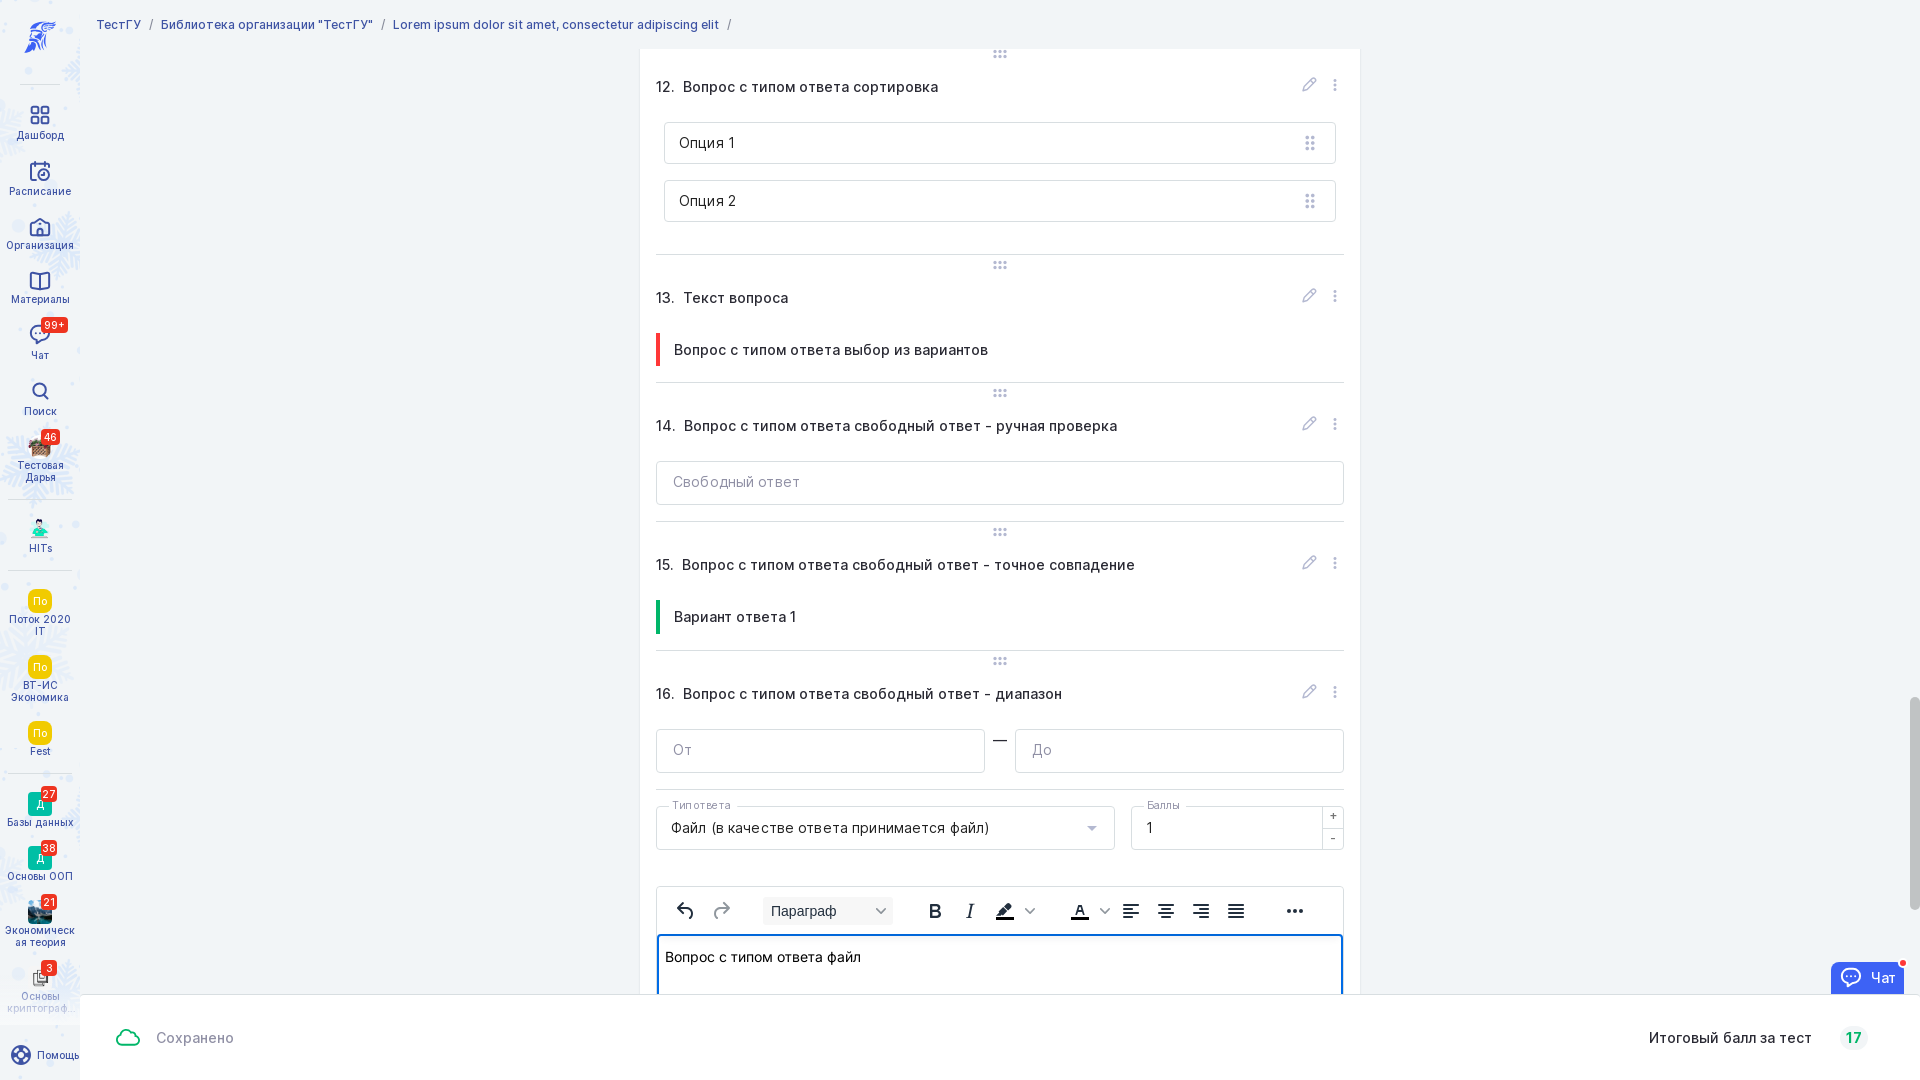 ТестГУ / Библиотека организации "ТестГУ" / Lorem ipsum dolor sit amet, consectetur adipiscing elit /
Дашборд
Расписание
Организация
Материалы
99+
Чат
Поиск
46
Тестовая
Дарья
HITs
По
Поток 2020
IT
По
ВТ-ИС
Экономика
По
Fest
27
Д
Базы данных
38
Д
Основы ООП
21
Экономическ
ая теория
3
Основы
криптограф...
Помощь
12. Вопрос с типом ответа сортировка
Опция 1
Опция 2
13. Текст вопроса
Вопрос с типом ответа выбор из вариантов
14. Вопрос с типом ответа свободный ответ - ручная проверка
Свободный ответ
15. Вопрос с типом ответа свободный ответ - точное совпадение
Вариант ответа 1
16. Вопрос с типом ответа свободный ответ - диапазон
От — До
Тип ответа
Файл (в качестве ответа принимается файл)
Баллы
1
+
-
Параграф
Вопрос с типом ответа файл
Чат
Сохранено
Итоговый балл за тест 17